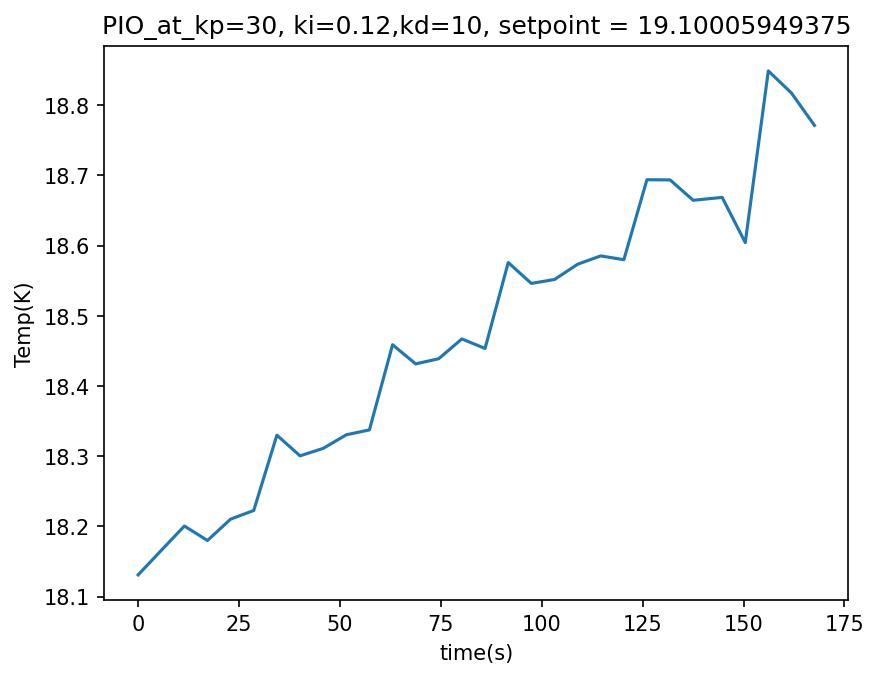 PIO_at_kp=30, ki=0.12,kd=10, setpoint = 19.10005949375
18.8
18.7
18.6
18.5
18.4
18.3
18.2
18.1
Temp(K)
0 25 50 75 100 125 150 175
time(s)